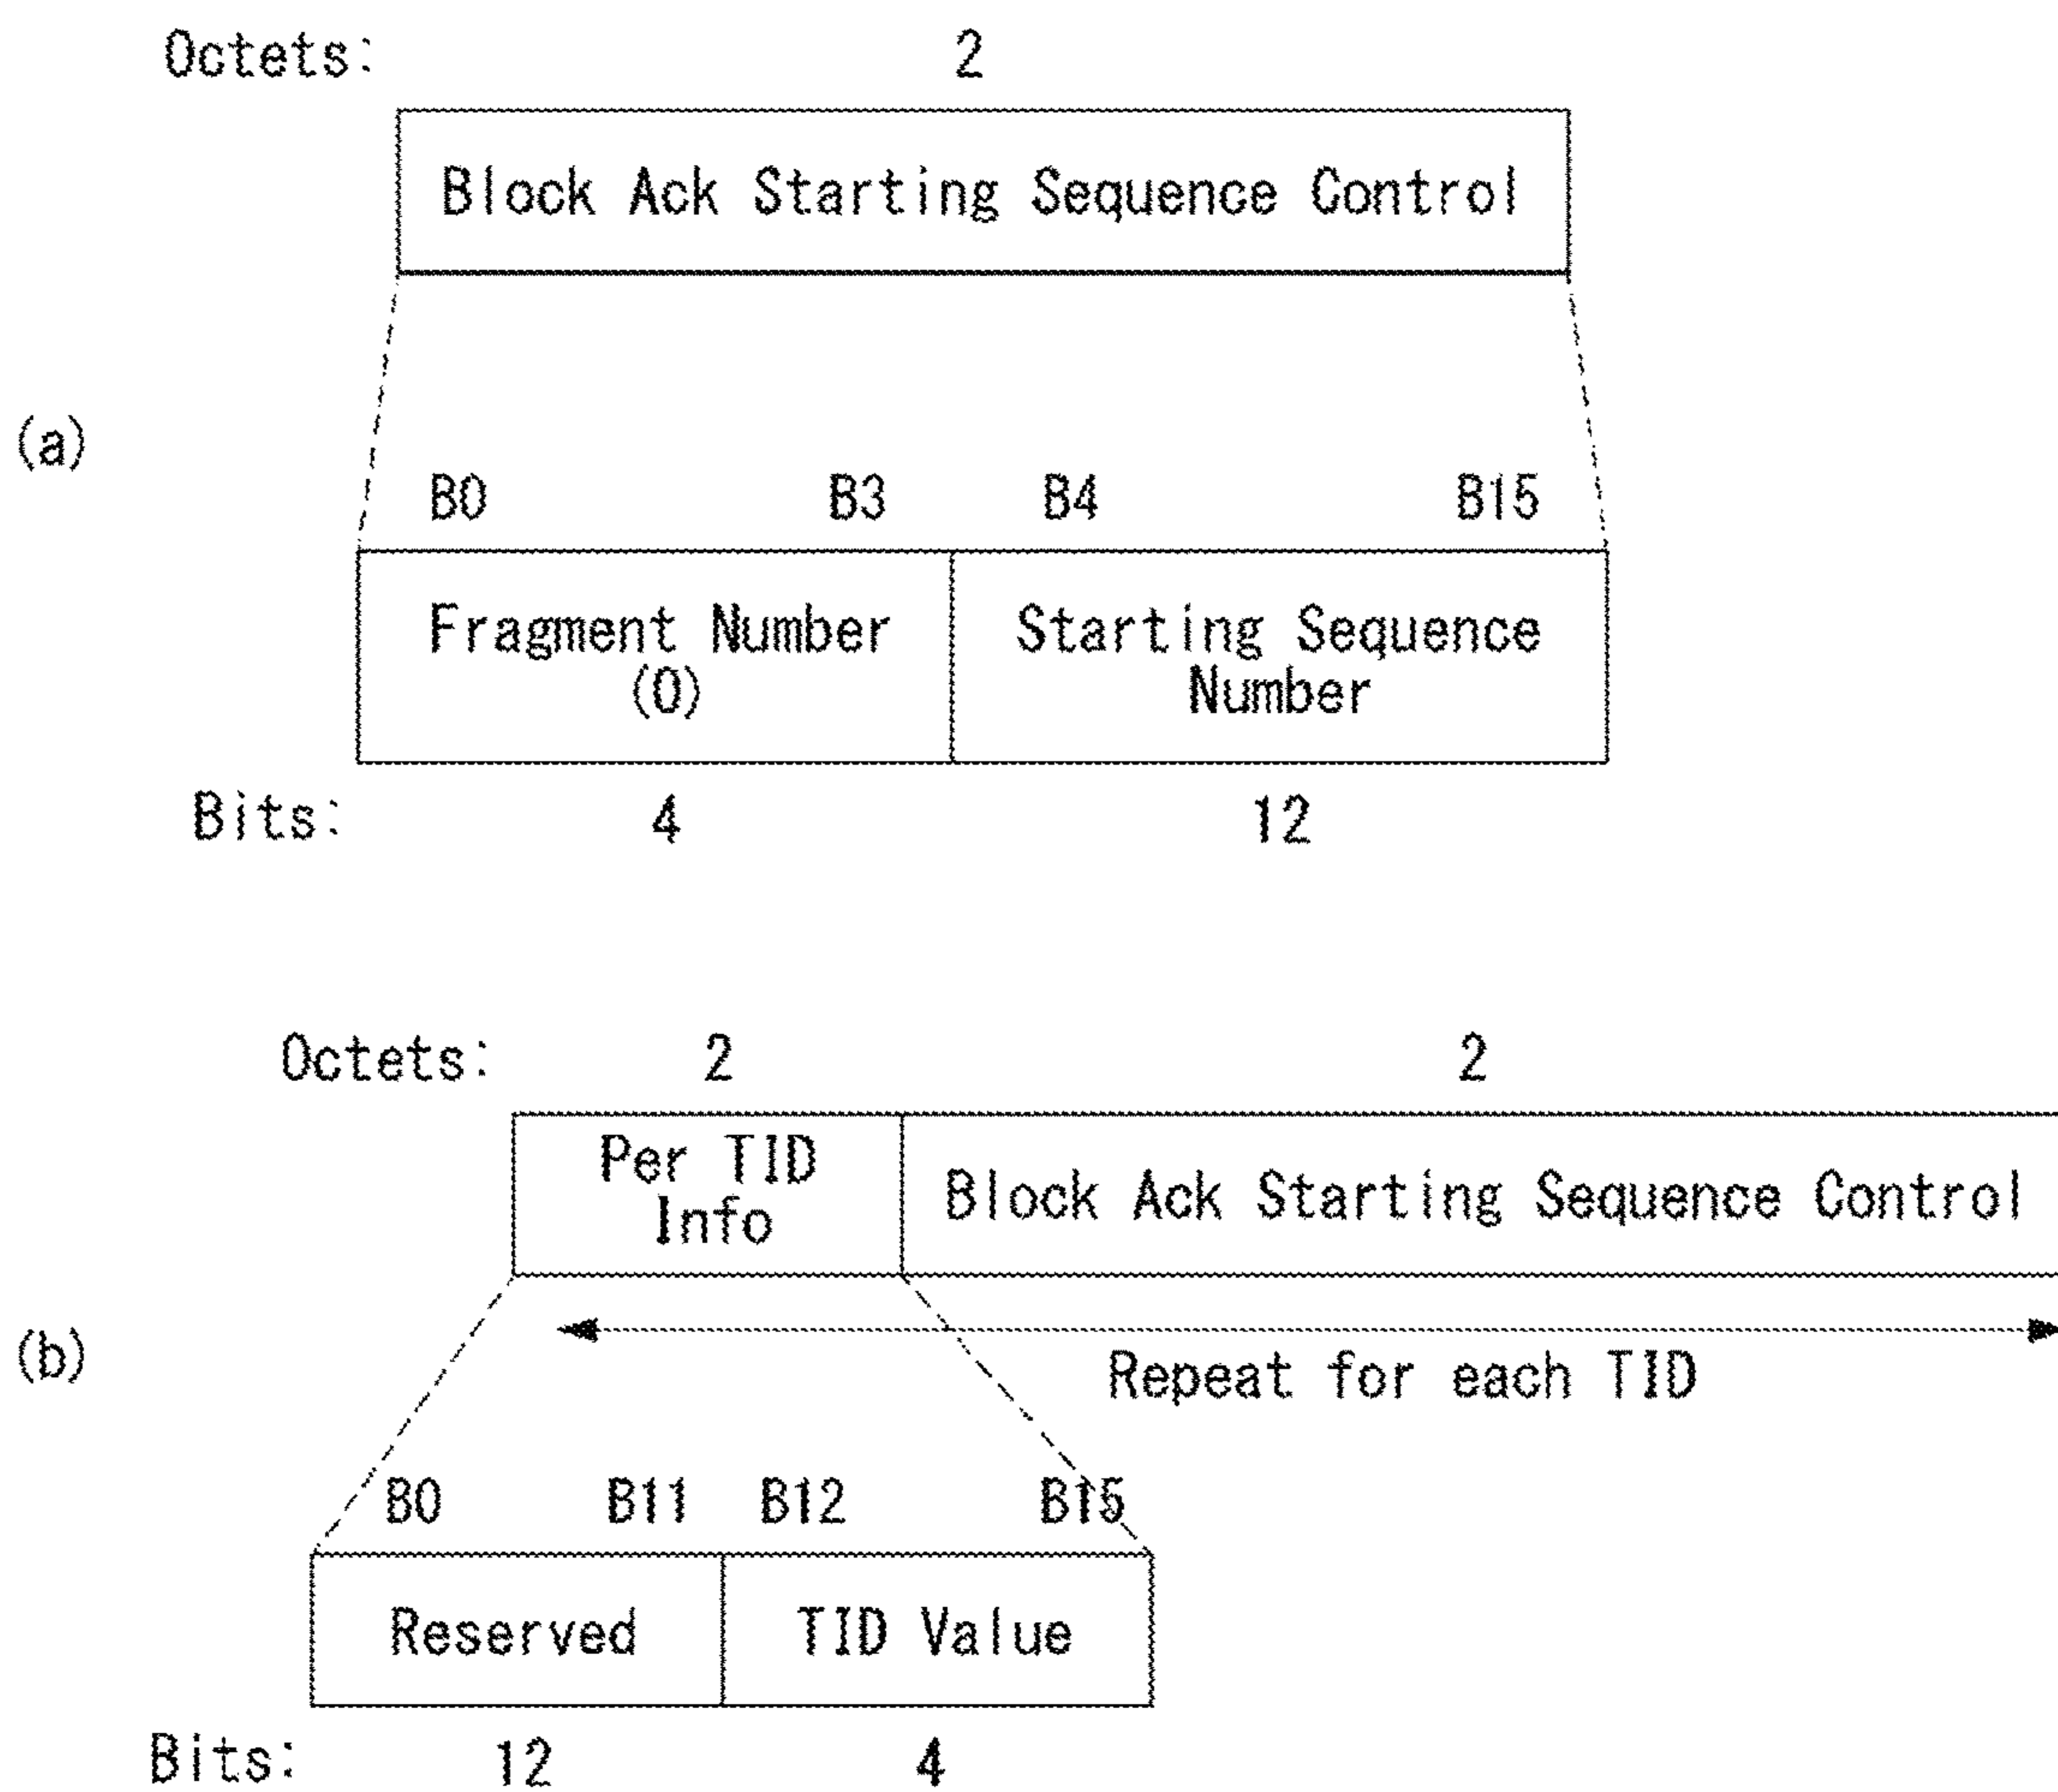 Octets: 2
Block Ack Starting Sequence Control
(a)
B0 B3 B4 B15
Fragment Number
(0)
Starting Sequence
Number
Bits: 4 12
Octets: 2 2
Per TID
Info
Block Ack Starting Sequence Control
(b)
Repeat for each TID
B0 B11 B12 B15
Reserved TID Value
Bits: 12 4